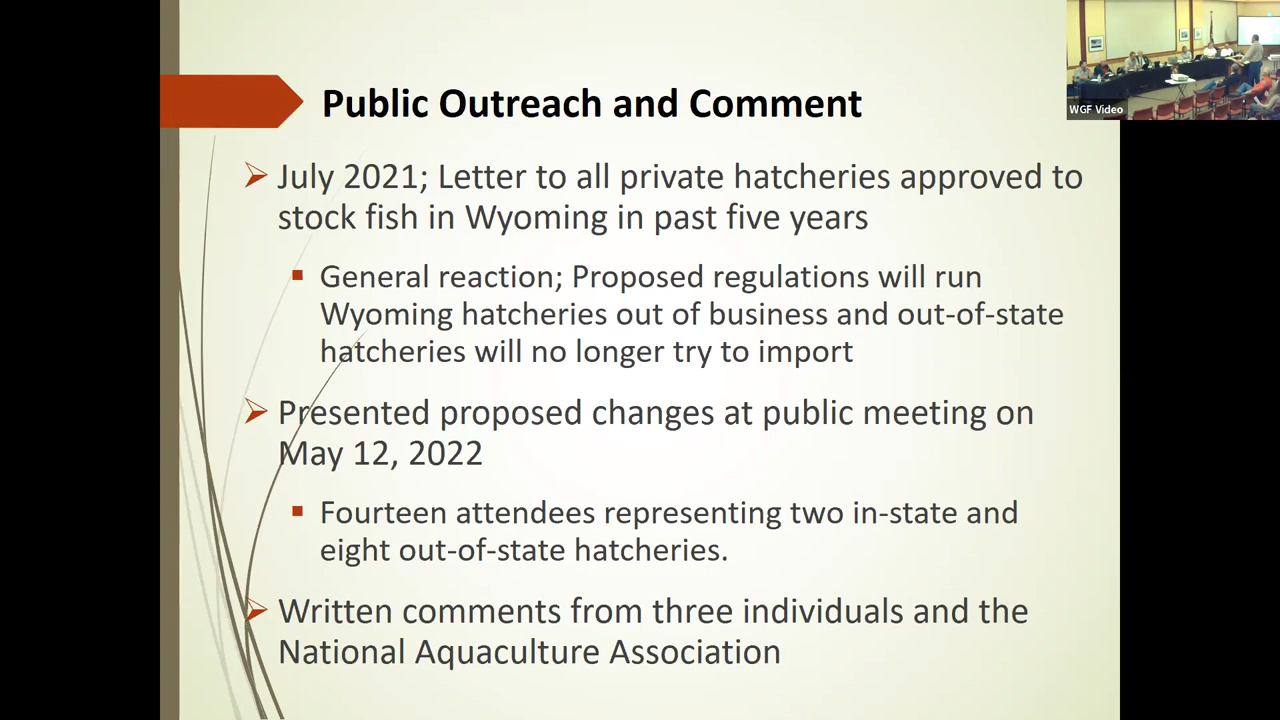 Public Outreach and Comment
WGF Video
July 2021; Letter to all private hatcheries approved to
stock fish in Wyoming in past five years
General reaction; Proposed regulations will run
Wyoming hatcheries out of business and out-of-state
hatcheries will no longer try to import
Presented proposed changes at public meeting on
May 12, 2022
Fourteen attendees representing two in-state and
eight out-of-state hatcheries.
Written comments from three individuals and the
National Aquaculture Association